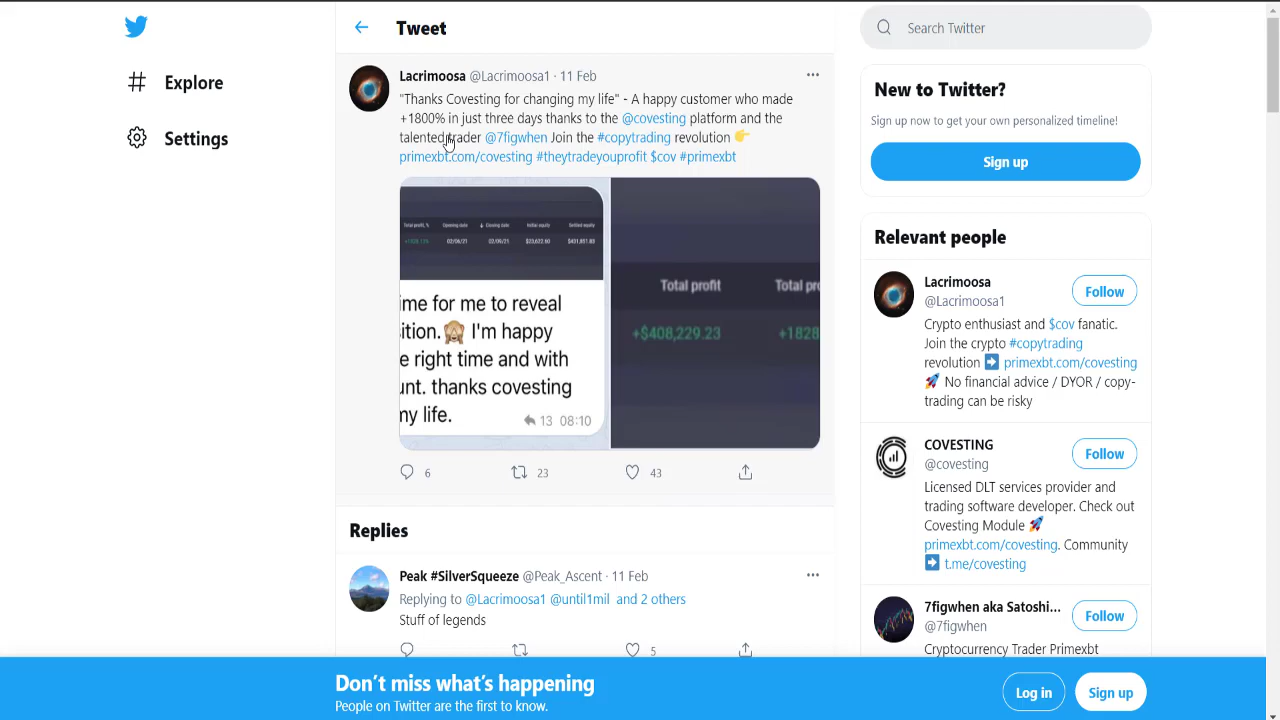 Tweet
Search Twitter
Explore
Settings
Lacrimoosa @Lacrimoosa1 · 11 Feb
"Thanks Covesting for changing my life" - A happy customer who made
+1800% in just three days thanks to the @covesting platform and the
talented trader @7figwhen Join the #copytrading revolution 👉
primexbt.com/covesting #theytradeyouprofit $cov #primexbt
Total profit, % Opening date ↓ Closing date Initial equity Settled equity
02/06/21 02/09/21 $23,622.60 $431,851.83
ime for me to reveal
ition.🙈 I'm happy
e right time and with
unt. thanks covesting
my life.
13 08:10
Total profit Total pro
+$408,229.23 +1828
6 23 43
Replies
Peak #SilverSqueeze @Peak_Ascent · 11 Feb
Replying to @Lacrimoosa1 @until1mil and 2 others
Stuff of legends
5
New to Twitter?
Sign up now to get your own personalized timeline!
Sign up
Relevant people
Lacrimoosa
@Lacrimoosa1
Follow
Crypto enthusiast and $cov fanatic.
Join the crypto #copytrading
revolution ➡️ primexbt.com/covesting
🚀 No financial advice / DYOR / copy-
trading can be risky
COVESTING
@covesting
Follow
Licensed DLT services provider and
trading software developer. Check out
Covesting Module 🚀
primexbt.com/covesting. Community
➡️ t.me/covesting
7figwhen aka Satoshi...
@7figwhen
Follow
Cryptocurrency Trader Primexbt
Don't miss what's happening
People on Twitter are the first to know.
Log in
Sign up